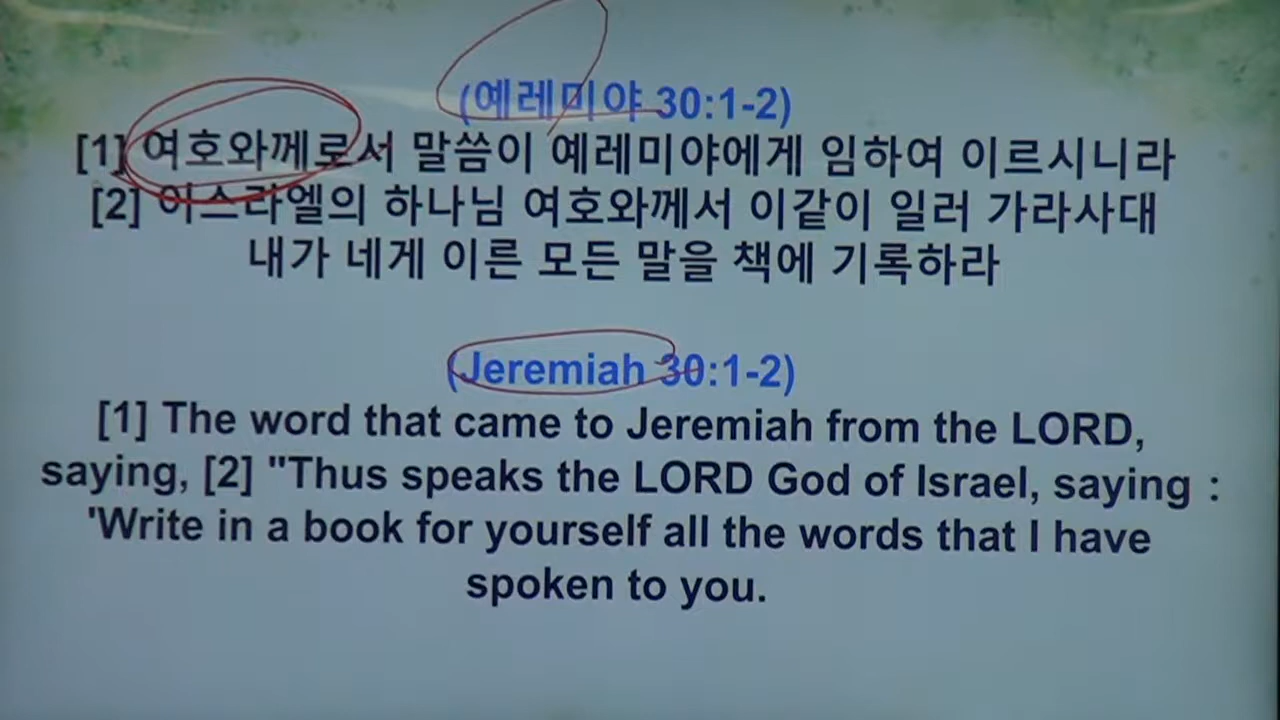 (예레미야 30:1-2)
[1] 여호와께로서 말씀이 예레미야에게 임하여 이르시니라
[2] 이스라엘의 하나님 여호와께서 이같이 일러 가라사대
내가 네게 이른 모든 말을 책에 기록하라
(Jeremiah 30:1-2)
[1] The word that came to Jeremiah from the LORD,
saying, [2] "Thus speaks the LORD God of Israel, saying :
'Write in a book for yourself all the words that I have
spoken to you.